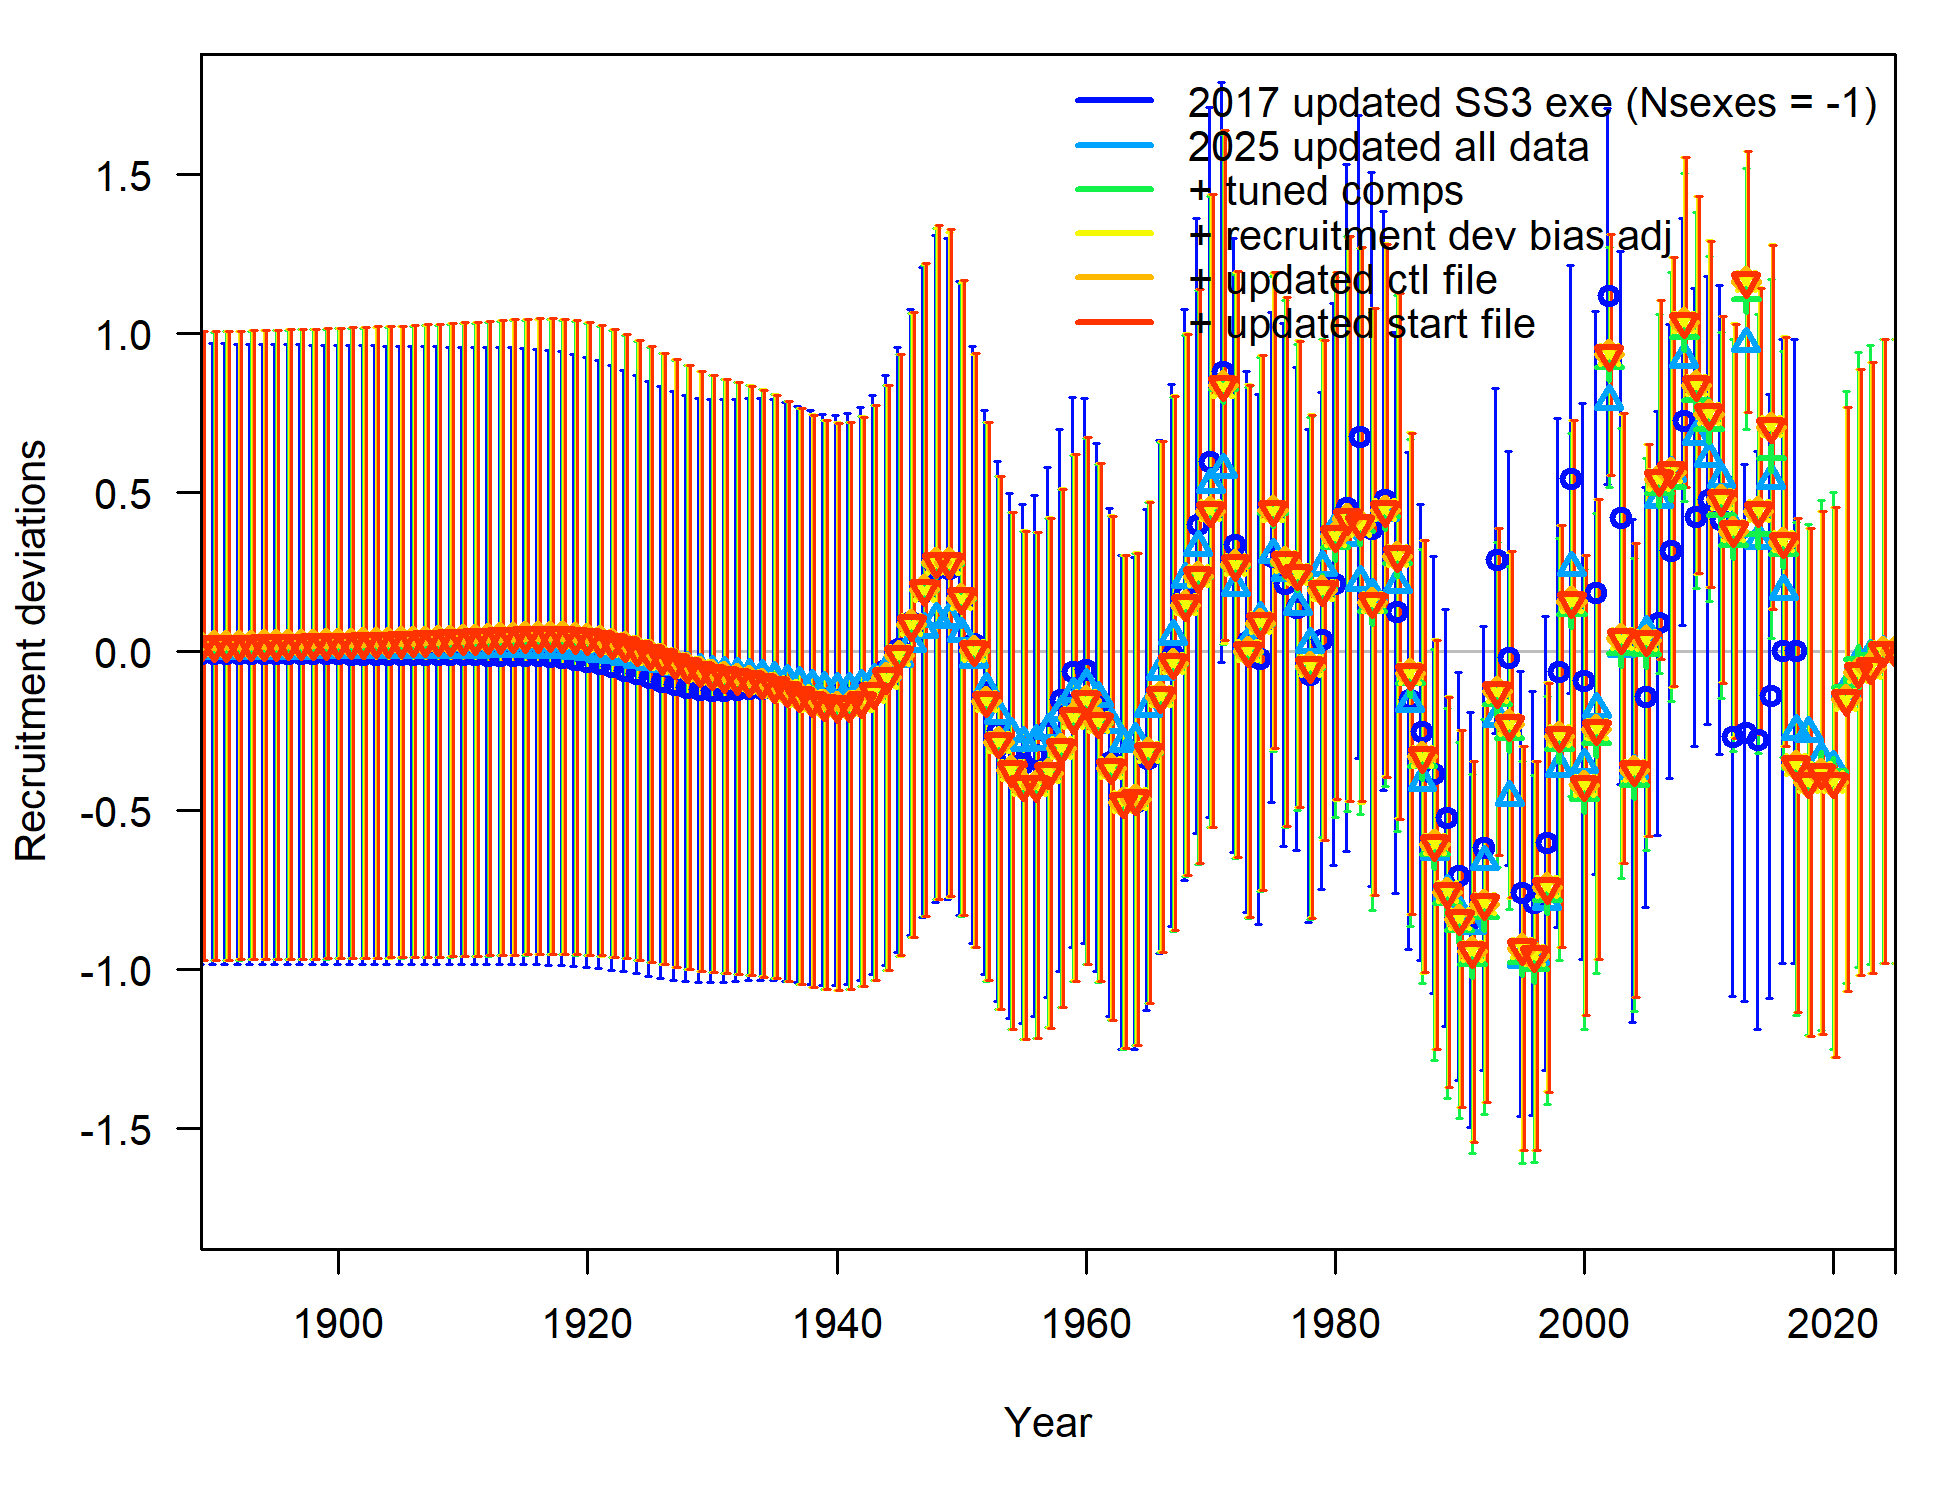 2017 updated SS3 exe (Nsexes = -1)
2025 updated all data
+ tuned comps
+ recruitment dev bias adj
+ updated ctl file
+ updated start file
Recruitment deviations
1.5
1.0
0.5
0.0
-0.5
-1.0
-1.5
1900 1920 1940 1960 1980 2000 2020
Year